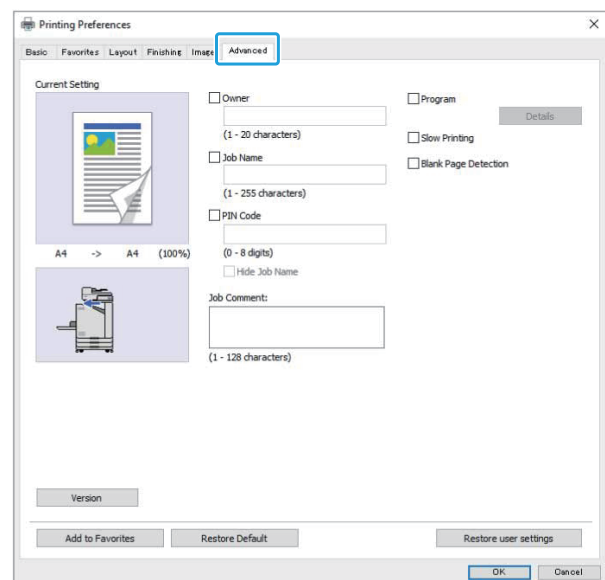 Printing Preferences
Basic Favorites Layout Finishing Image Advanced
Current Setting
A4 -> A4 (100%)
Owner
(1 - 20 characters)
Job Name
(1 - 255 characters)
PIN Code
(0 - 8 digits)
Hide Job Name
Job Comment:
(1 - 128 characters)
Program
Details
Slow Printing
Blank Page Detection
Version
Add to Favorites Restore Default Restore user settings
OK Cancel